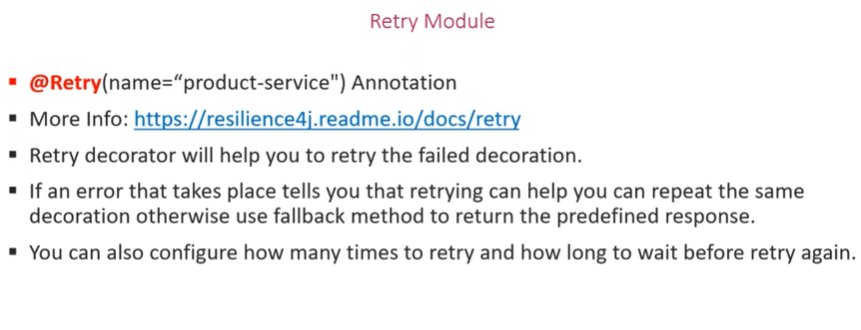 Retry Module
▪ @Retry(name=“product-service") Annotation
▪ More Info: https://resilience4j.readme.io/docs/retry
▪ Retry decorator will help you to retry the failed decoration.
▪ If an error that takes place tells you that retrying can help you can repeat the same
decoration otherwise use fallback method to return the predefined response.
▪ You can also configure how many times to retry and how long to wait before retry again.